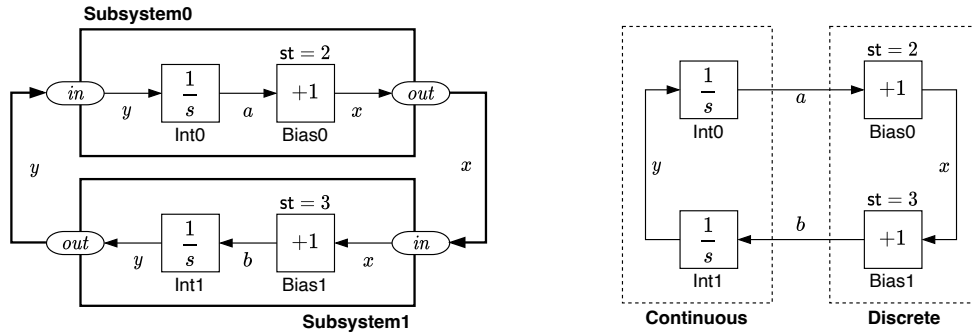 Subsystem0
st = 2
in
y
1
s
Int0
a
+1
Bias0
x
out
y
x
st = 3
out
y
1
s
Int1
b
+1
Bias1
x
in
Subsystem1
st = 2
1
s
Int0
a
+1
Bias0
y
x
st = 3
1
s
Int1
b
+1
Bias1
Continuous
Discrete